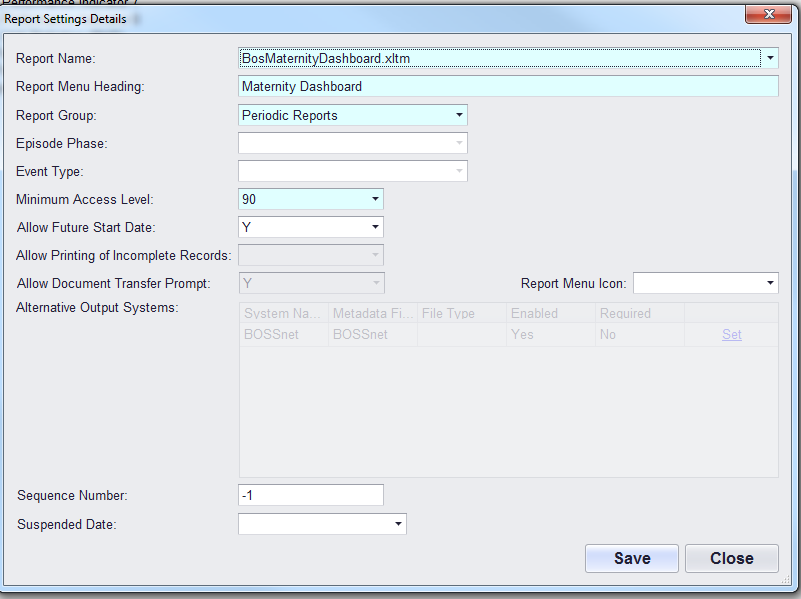 Performance Indicator 7
Report Settings Details
Report Name: BosMaternityDashboard.xltm
Report Menu Heading: Maternity Dashboard
Report Group: Periodic Reports
Episode Phase:
Event Type:
Minimum Access Level: 90
Allow Future Start Date: Y
Allow Printing of Incomplete Records:
Allow Document Transfer Prompt: Y Report Menu Icon:
Alternative Output Systems:
System Na... Metadata Fi... File Type Enabled Required
BOSSnet BOSSnet Yes No Set
Sequence Number: -1
Suspended Date:
Save Close